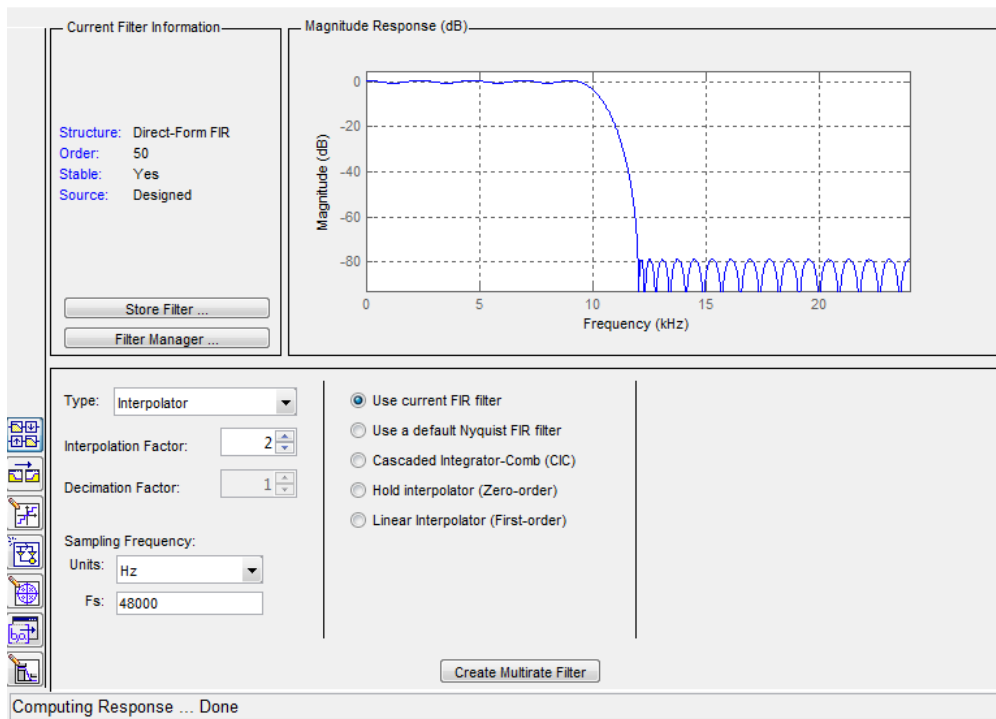 Current Filter Information
Structure: Direct-Form FIR
Order: 50
Stable: Yes
Source: Designed
Store Filter ...
Filter Manager ...
Magnitude Response (dB)
Magnitude (dB)
0
-20
-40
-60
-80
0 5 10 15 20
Frequency (kHz)
Type: Interpolator
Interpolation Factor: 2
Decimation Factor: 1
Sampling Frequency:
Units: Hz
Fs: 48000
Use current FIR filter
Use a default Nyquist FIR filter
Cascaded Integrator-Comb (CIC)
Hold interpolator (Zero-order)
Linear Interpolator (First-order)
Create Multirate Filter
Computing Response ... Done